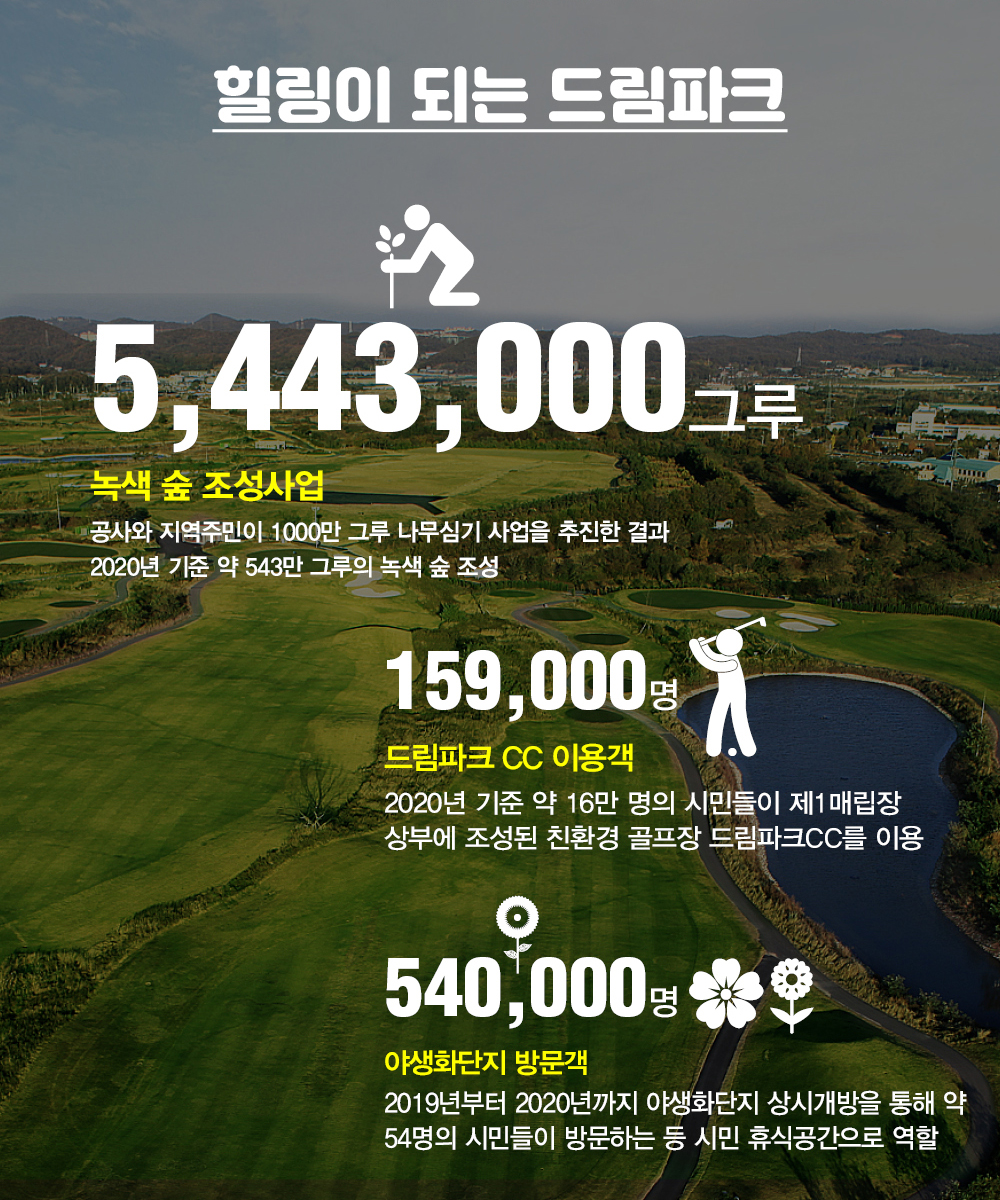 힐링이 되는 드림파크
5,443,000그루
녹색 숲 조성사업
공사와 지역주민이 1000만 그루 나무심기 사업을 추진한 결과
2020년 기준 약 543만 그루의 녹색 숲 조성
159,000명
드림파크 CC 이용객
2020년 기준 약 16만 명의 시민들이 제1매립장
상부에 조성된 친환경 골프장 드림파크CC를 이용
540,000명
야생화단지 방문객
2019년부터 2020년까지 야생화단지 상시개방을 통해 약
54명의 시민들이 방문하는 등 시민 휴식공간으로 역할